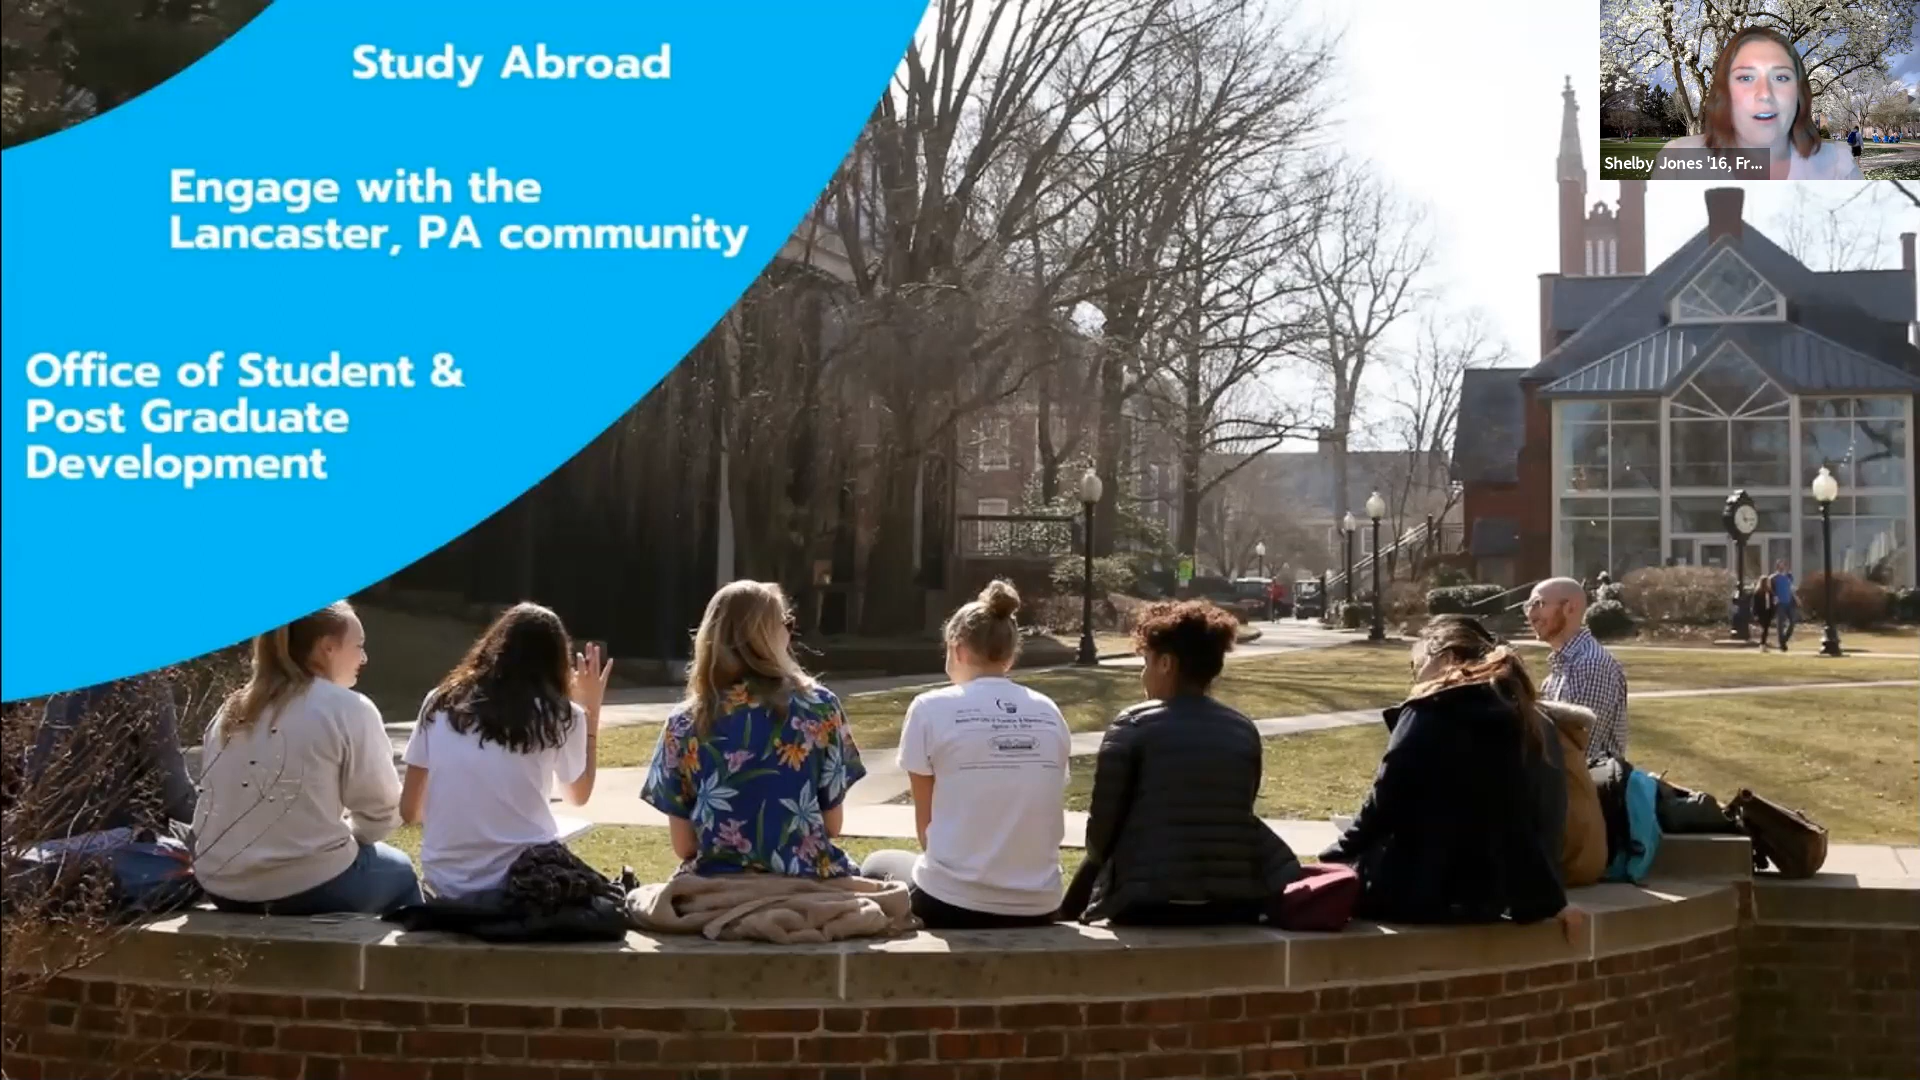 Study Abroad
Engage with the
Lancaster, PA community
Office of Student &
Post Graduate
Development
Shelby Jones '16, Fr...